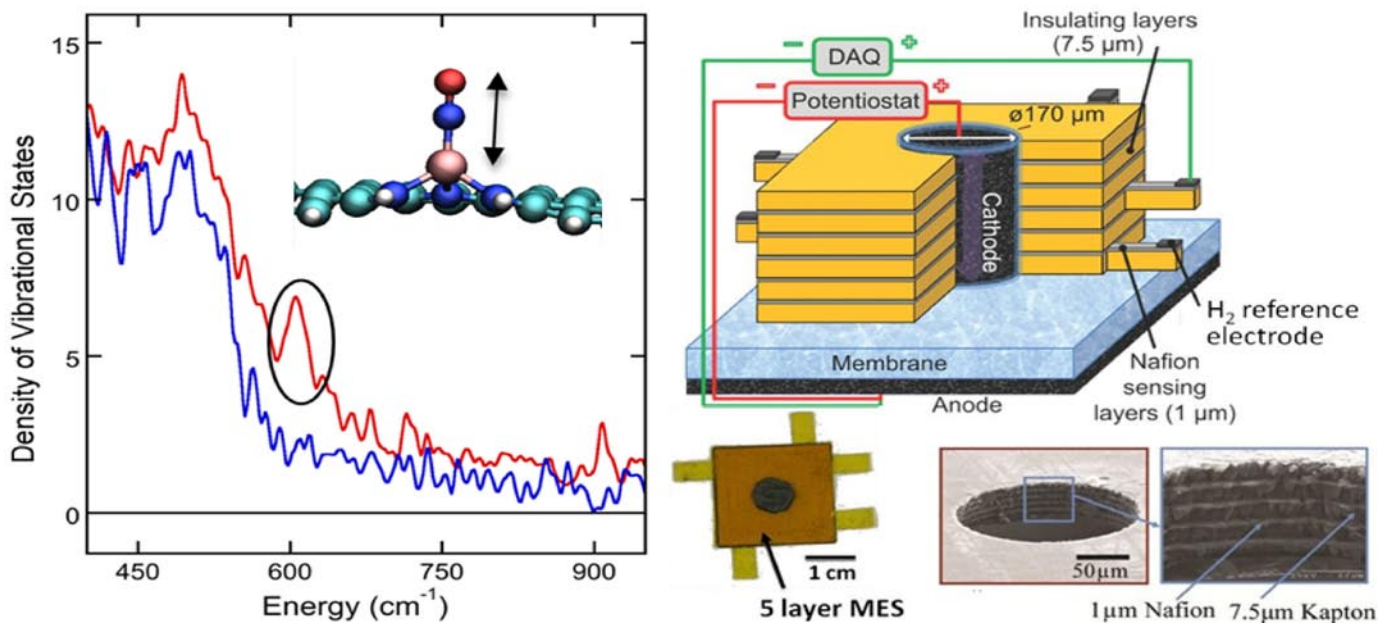 15
10
5
0
450
600
750
900
Density of Vibrational States
Energy (cm⁻¹)
Insulating layers
(7.5 µm)
DAQ
Potentiostat
ø170 µm
Cathode
H₂ reference
electrode
Membrane
Nafion
sensing
layers (1 µm)
Anode
1 cm
5 layer MES
50µm
1µm Nafion
7.5µm Kapton